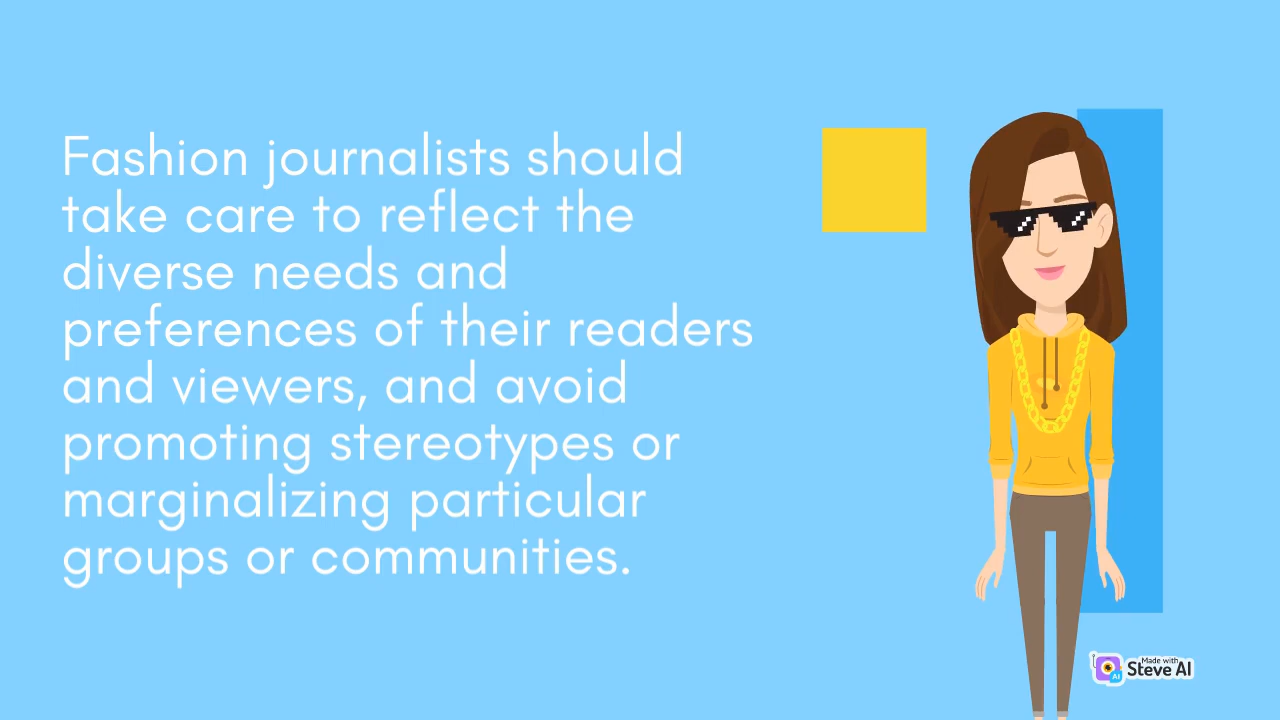 Fashion journalists should
take care to reflect the
diverse needs and
preferences of their readers
and viewers, and avoid
promoting stereotypes or
marginalizing particular
groups or communities.
Made with
Steve AI
AI